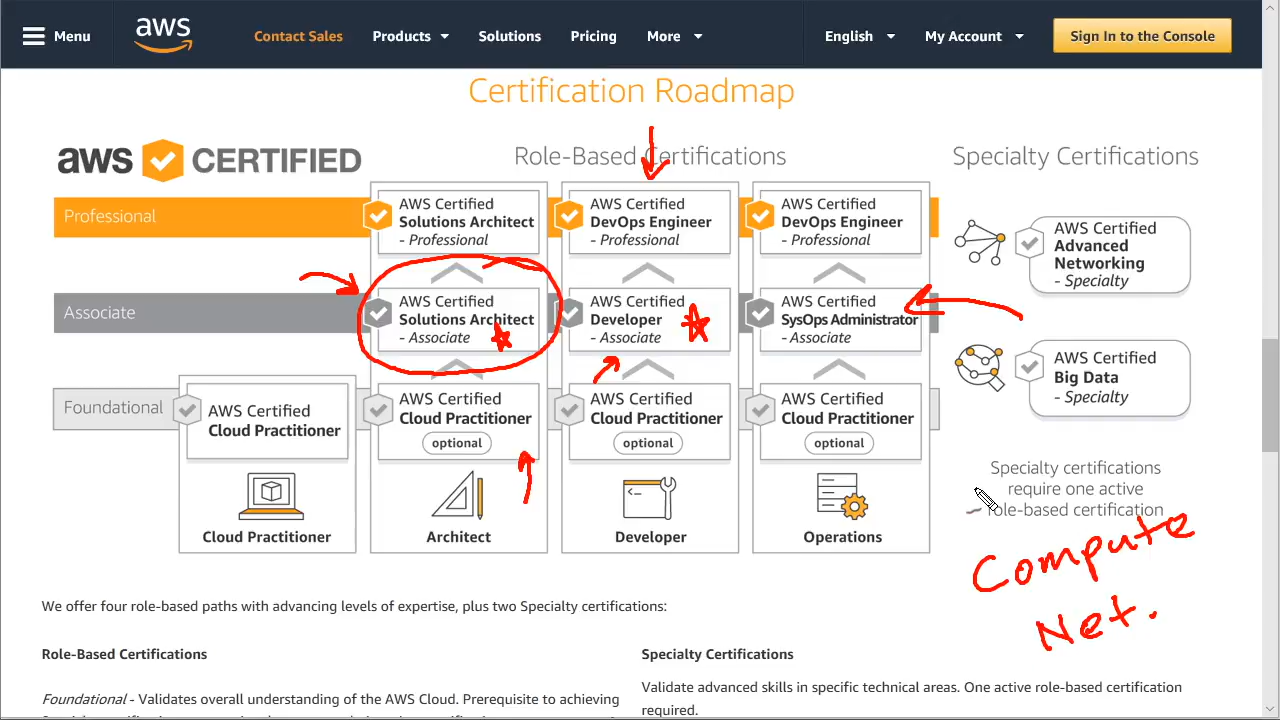 Menu
aws
Contact Sales
Products
Solutions
Pricing
More
English
My Account
Sign In to the Console
Certification Roadmap
aws CERTIFIED
Role-Based Certifications
Specialty Certifications
Professional
AWS Certified
Solutions Architect
- Professional
AWS Certified
DevOps Engineer
- Professional
AWS Certified
DevOps Engineer
- Professional
AWS Certified
Advanced
Networking
- Specialty
Associate
AWS Certified
Solutions Architect
- Associate
AWS Certified
Developer
- Associate
AWS Certified
SysOps Administrator
- Associate
AWS Certified
Big Data
- Specialty
Foundational
AWS Certified
Cloud Practitioner
AWS Certified
Cloud Practitioner
optional
AWS Certified
Cloud Practitioner
optional
AWS Certified
Cloud Practitioner
optional
Specialty certifications
require one active
role-based certification
Cloud Practitioner
Architect
Developer
Operations
Compute
Net.
We offer four role-based paths with advancing levels of expertise, plus two Specialty certifications:
Role-Based Certifications
Foundational - Validates overall understanding of the AWS Cloud. Prerequisite to achieving
Specialty Certifications
Validate advanced skills in specific technical areas. One active role-based certification
required.